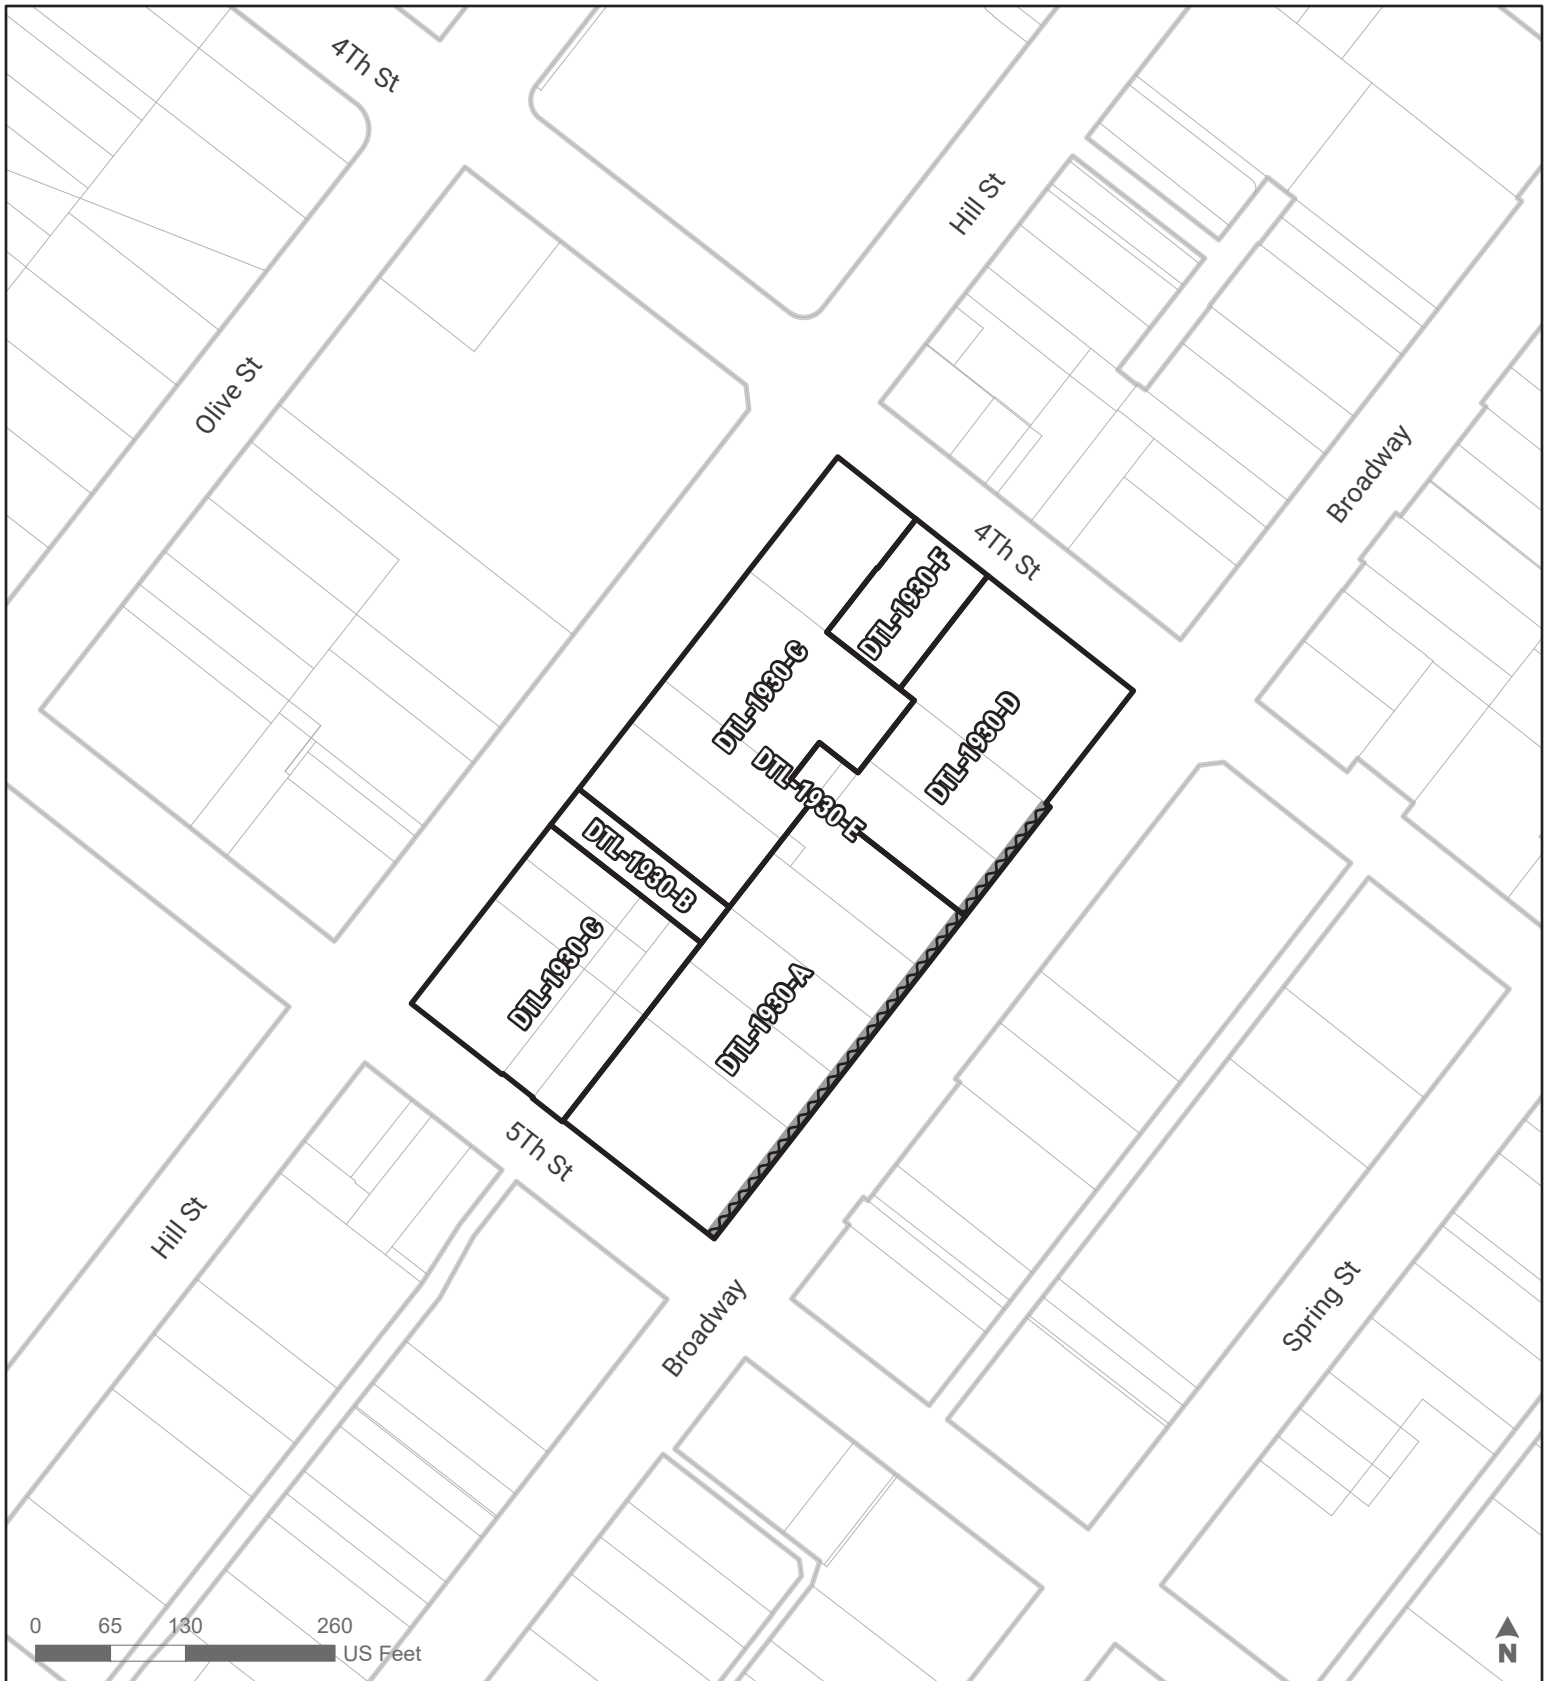 4Th St
Hill St
Olive St
Broadway
4Th St
DTL-1930-F
DTL-1930-C
DTL-1930-D
DTL-1930-E
DTL-1930-B
DTL-1930-G
DTL-1930-A
5Th St
Hill St
Broadway
Spring St
0 65 130 260
US Feet
N